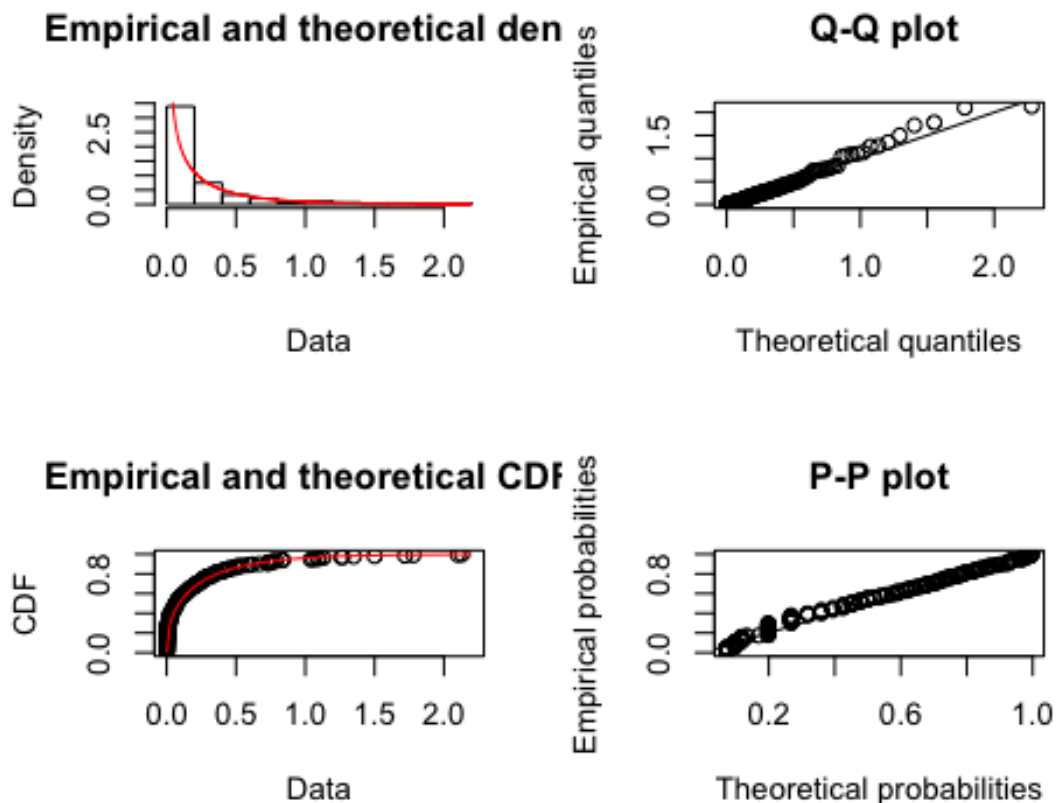 Empirical and theoretical den
Density
0.0 2.5
0.0 0.5 1.0 1.5 2.0
Data
Q-Q plot
Empirical quantiles
0.0 1.5
0.0 1.0 2.0
Theoretical quantiles
Empirical and theoretical CDF
CDF
0.0 0.8
0.0 0.5 1.0 1.5 2.0
Data
P-P plot
Empirical probabilities
0.0 0.8
0.2 0.6 1.0
Theoretical probabilities